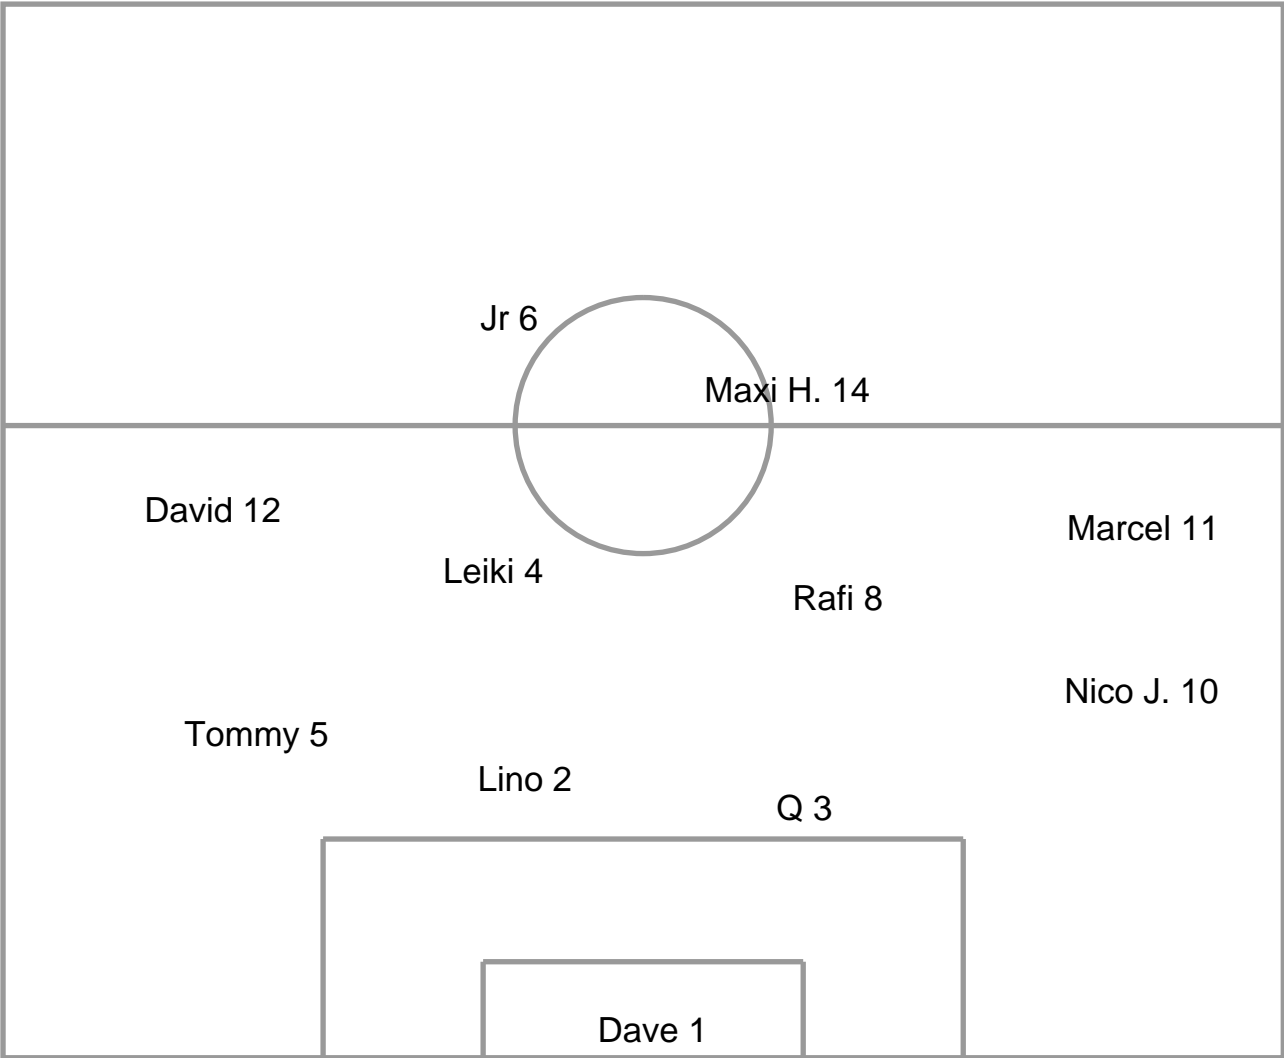 Jr 6
Maxi H. 14
David 12
Marcel 11
Leiki 4
Rafi 8
Nico J. 10
Tommy 5
Lino 2
Q 3
Dave 1